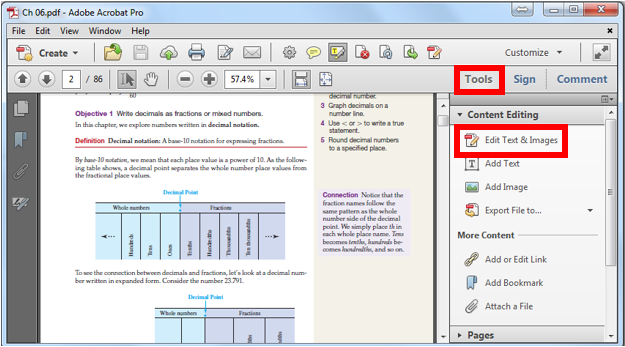 Ch 06.pdf - Adobe Acrobat Pro
File Edit View Window Help
Create
Customize
2 / 86
57.4%
Tools Sign Comment
60
Objective 1 Write decimals as fractions or mixed numbers.
In this chapter, we explore numbers written in decimal notation.
Definition Decimal notation: A base-10 notation for expressing fractions.
By base-10 notation, we mean that each place value is a power of 10. As the follow-
ing table shows, a decimal point separates the whole number place values from
the fractional place values.
Decimal Point
Whole numbers Fractions
Hundreds Tens Ones Tenths Hundredths Thousandths Ten thousandths
To see the connection between decimals and fractions, let's look at a decimal num-
ber written in expanded form. Consider the number 23.791.
Decimal Point
Whole numbers Fractions
decimal number.
3 Graph decimals on a
number line.
4 Use < or > to write a true
statement.
5 Round decimal numbers
to a specified place.
Connection Notice that the
fraction names follow the
same pattern as the whole
number side of the decimal
point. We simply place th in
each whole place name. Tens
becomes tenths, hundreds be-
comes hundredths, and so on.
Content Editing
Edit Text & Images
Add Text
Add Image
Export File to...
More Content
Add or Edit Link
Add Bookmark
Attach a File
Pages